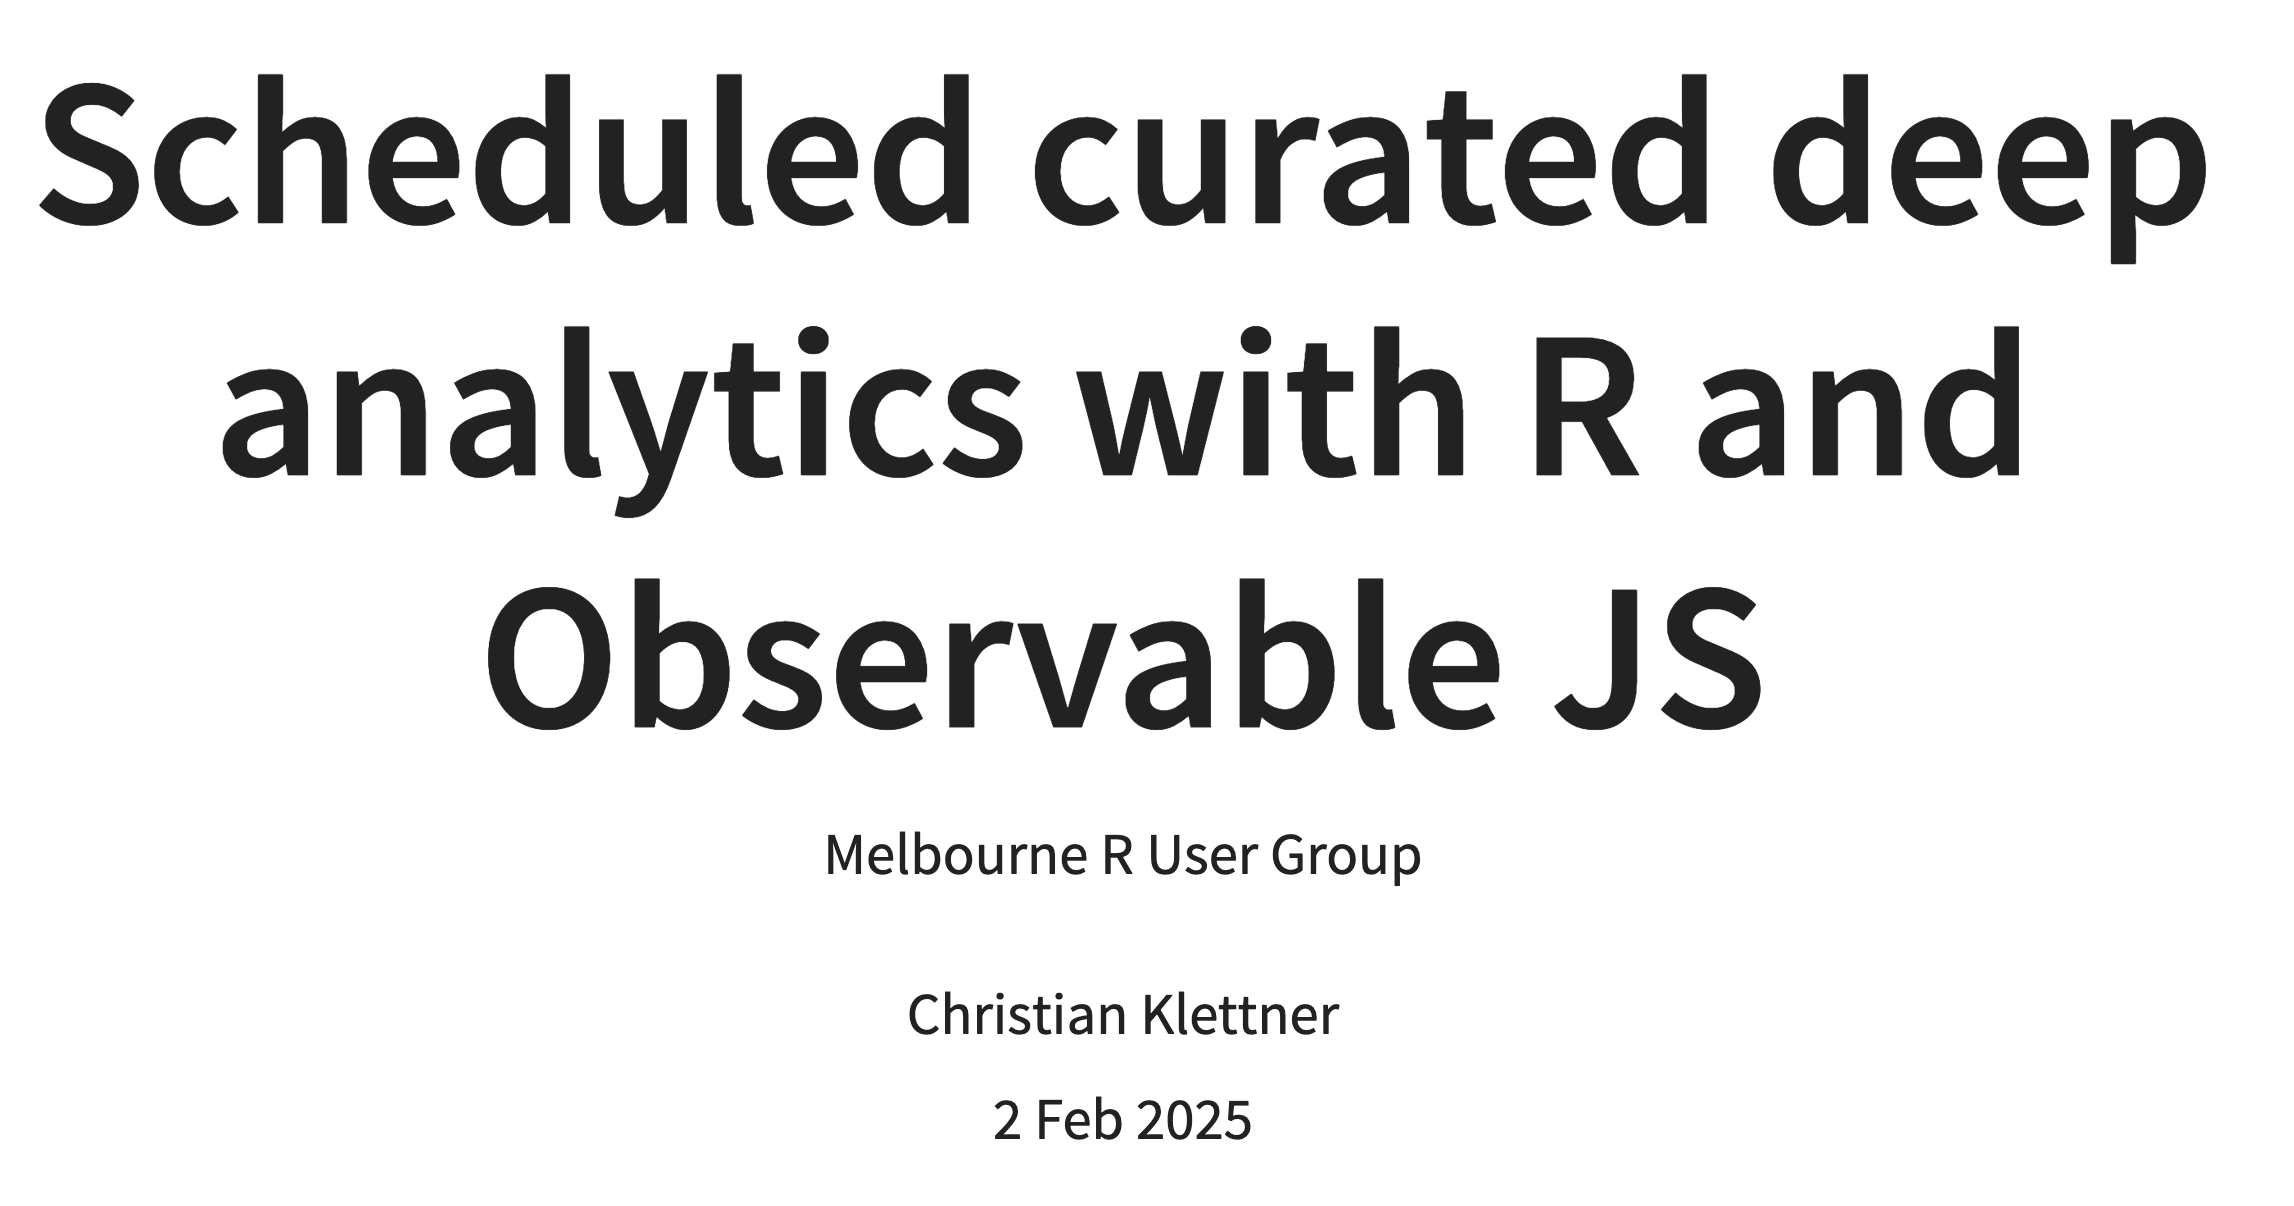 Scheduled curated deep
analytics with R and
Observable JS
Melbourne R User Group
Christian Klettner
2 Feb 2025